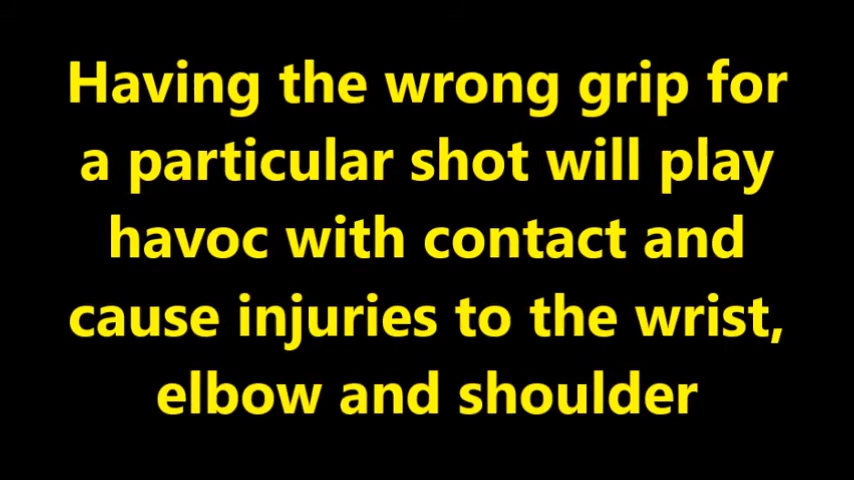 Having the wrong grip for
a particular shot will play
havoc with contact and
cause injuries to the wrist,
elbow and shoulder